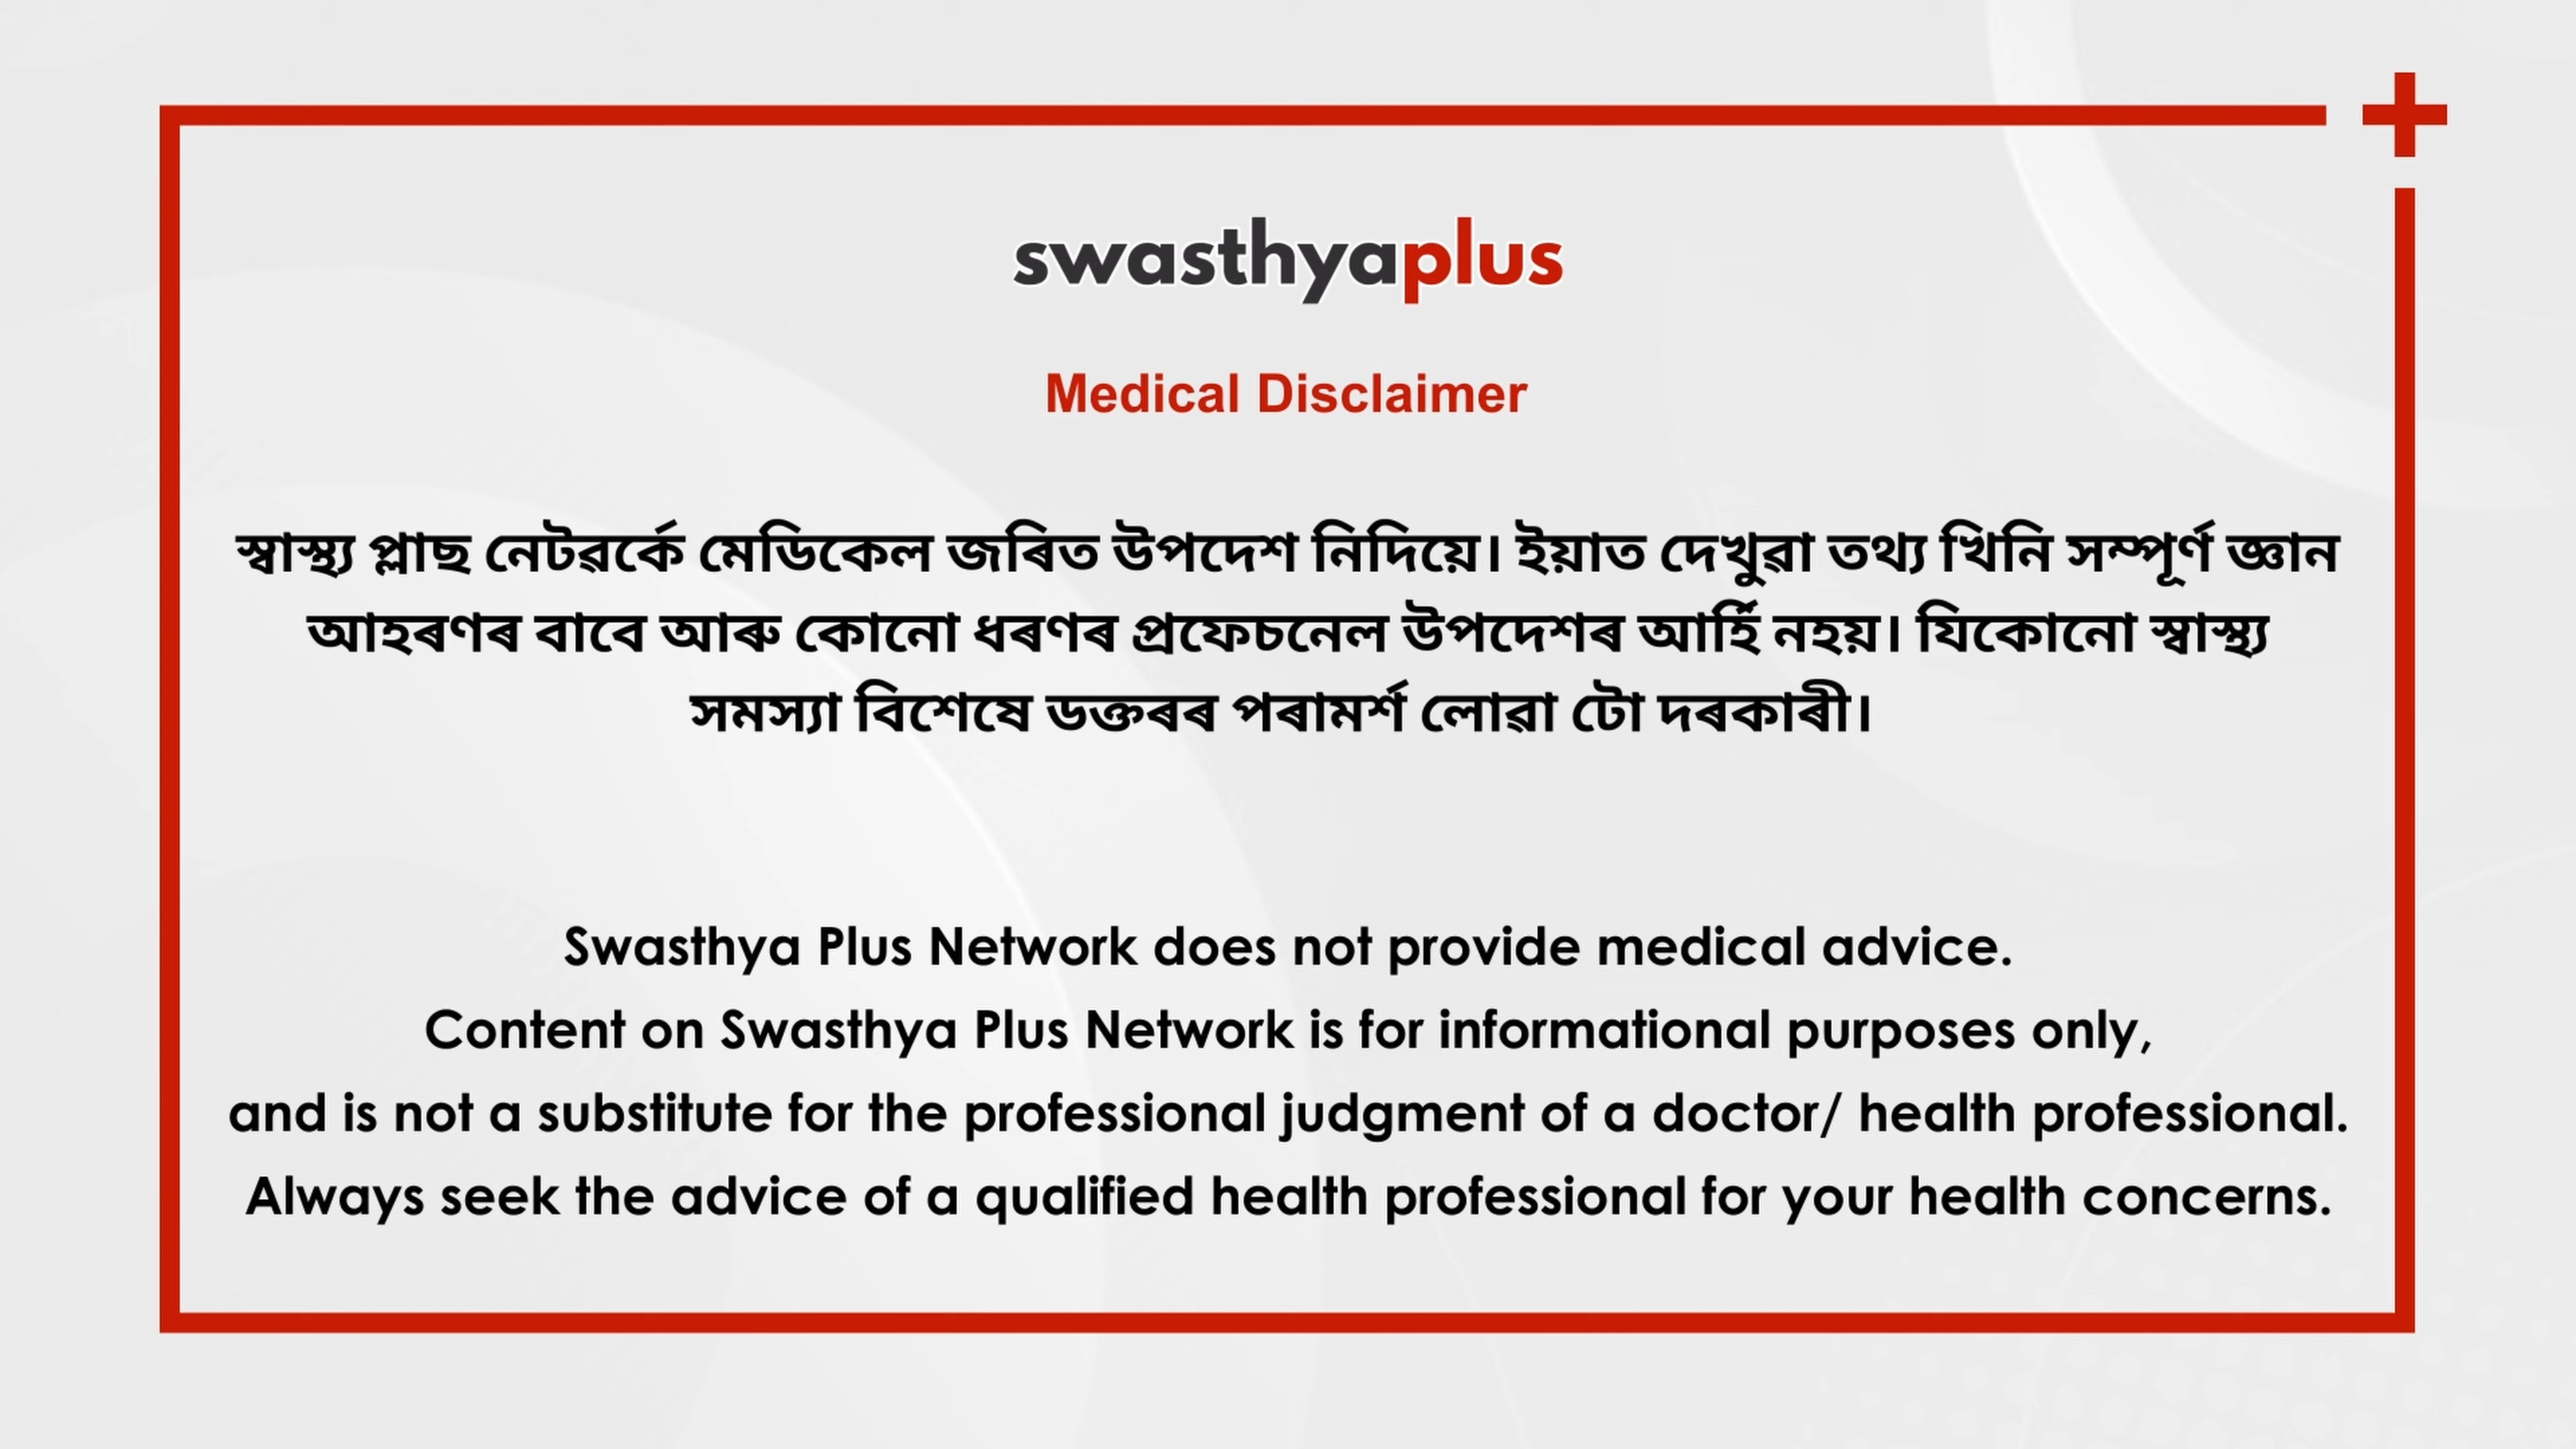 swasthyaplus
Medical Disclaimer
স্বাস্থ্য প্লাছ নেটৱৰ্কে মেডিকেল জৰিত উপদেশ নিদিয়ে। ইয়াত দেখুৱা তথ্য খিনি সম্পূৰ্ণ জ্ঞান
আহৰণৰ বাবে আৰু কোনো ধৰণৰ প্ৰফেচনেল উপদেশৰ আৰ্হি নহয়। যিকোনো স্বাস্থ্য
সমস্যা বিশেষে ডক্তৰৰ পৰামৰ্শ লোৱা টো দৰকাৰী।
Swasthya Plus Network does not provide medical advice.
Content on Swasthya Plus Network is for informational purposes only,
and is not a substitute for the professional judgment of a doctor/ health professional.
Always seek the advice of a qualified health professional for your health concerns.